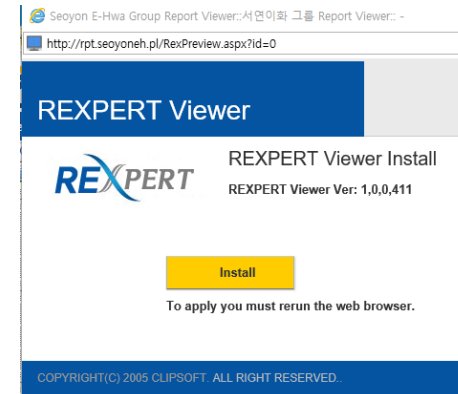 Seoyon E-Hwa Group Report Viewer::서연이화 그룹 Report Viewer:: -
http://rpt.seoyoneh.pl/RexPreview.aspx?id=0
REXPERT Viewer
REXPERT
REXPERT Viewer Install
REXPERT Viewer Ver: 1,0,0,411
Install
To apply you must rerun the web browser.
COPYRIGHT(C) 2005 CLIPSOFT. ALL RIGHT RESERVED..